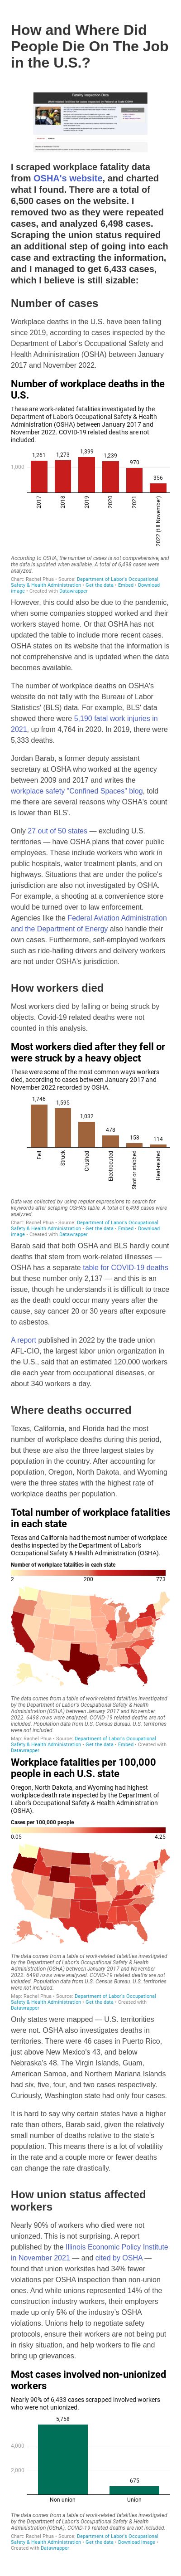 How and Where Did
People Die On The Job
in the U.S.?
Fatality Inspection Data
I scraped workplace fatality data
from OSHA's website, and charted
what I found. There are a total of
6,500 cases on the website. I
removed two as they were repeated
cases, and analyzed 6,498 cases.
Scraping the union status required
an additional step of going into each
case and extracting the information,
and I managed to get 6,433 cases,
which I believe is still sizable:
Number of cases
Workplace deaths in the U.S. have been falling
since 2019, according to cases inspected by the
Department of Labor's Occupational Safety and
Health Administration (OSHA) between January
2017 and November 2022.
Number of workplace deaths in the
U.S.
These are work-related fatalities investigated by the
Department of Labor's Occupational Safety & Health
Administration (OSHA) between January 2017 and
November 2022. COVID-19 related deaths are not
included.
1,261 1,273 1,399 1,239 970 356
1,000
2017 2018 2019 2020 2021 2022 (till November)
According to OSHA, the number of cases is not comprehensive, and
the data is updated as available. A total of 6,498 cases were
analyzed.
Chart: Rachel Phua • Source: Department of Labor's Occupational
Safety & Health Administration • Get the data • Embed • Download
image • Created with Datawrapper
However, this could also be due to the pandemic,
when some businesses stopped operating and their
workers stayed home. Or that OSHA has not
updated the table to include more recent cases.
OSHA states on its website that the information is
not comprehensive and is updated when the data
becomes available.
The number of workplace deaths on OSHA's
website do not tally with the Bureau of Labor
Statistics' (BLS) data. For example, BLS' data
showed there were 5,190 fatal work injuries in
2021, up from 4,764 in 2020. In 2019, there were
5,333 deaths.
Jordan Barab, a former deputy assistant
secretary at OSHA who worked at the agency
between 2009 and 2017 and writes the
workplace safety "Confined Spaces" blog, told
me there are several reasons why OSHA's count
is lower than BLS'.
Only 27 out of 50 states — excluding U.S.
territories — have OSHA plans that cover public
employees. These include workers who work in
public hospitals, water treatment plants, and on
highways. Situations that are under the police's
jurisdiction are also not investigated by OSHA.
For example, a shooting at a convenience store
would be turned over to law enforcement.
Agencies like the Federal Aviation Administration
and the Department of Energy also handle their
own cases. Furthermore, self-employed workers
such as ride-hailing drivers and delivery workers
are not under OSHA's jurisdiction.
How workers died
Most workers died by falling or being struck by
objects. Covid-19 related deaths were not
counted in this analysis.
Most workers died after they fell or
were struck by a heavy object
These were some of the most common ways workers
died, according to cases between January 2017 and
November 2022 recorded by OSHA.
1,746 1,595 1,032 478 158 114
Fell Struck Crushed Electrocuted Shot or stabbed Heat-related
Data was collected by using regular expressions to search for
keywords after scraping OSHA's table. A total of 6,498 cases were
analyzed.
Chart: Rachel Phua • Source: Department of Labor's Occupational
Safety & Health Administration • Get the data • Embed • Download
image • Created with Datawrapper
Barab said that both OSHA and BLS hardly count
deaths that stem from work-related illnesses —
OSHA has a separate table for COVID-19 deaths
but these number only 2,137 — and this is an
issue, though he understands it is difficult to trace
as the death could occur many years after the
cause, say cancer 20 or 30 years after exposure
to asbestos.
A report published in 2022 by the trade union
AFL-CIO, the largest labor union organization in
the U.S., said that an estimated 120,000 workers
die each year from occupational diseases, or
about 340 workers a day.
Where deaths occurred
Texas, California, and Florida had the most
number of workplace deaths during this period,
but these are also the three largest states by
population in the country. After accounting for
population, Oregon, North Dakota, and Wyoming
were the three states with the highest rate of
workplace deaths per population.
Total number of workplace fatalities
in each state
Texas and California had the most number of workplace
deaths inspected by the Department of Labor's
Occupational Safety & Health Administration (OSHA).
Number of workplace fatalities in each state
2 200 773
The data comes from a table of work-related fatalities investigated
by the Department of Labor's Occupational Safety & Health
Administration (OSHA) between January 2017 and November
2022. 6498 rows were analyzed. COVID-19 related deaths are not
included. Population data from U.S. Census Bureau. U.S. territories
were not included.
Map: Rachel Phua • Source: Department of Labor's Occupational
Safety & Health Administration • Get the data • Embed • Created with
Datawrapper
Workplace fatalities per 100,000
people in each U.S. state
Oregon, North Dakota, and Wyoming had highest
workplace death rate inspected by the Department of
Labor's Occupational Safety & Health Administration
(OSHA).
Cases per 100,000 people
0.05 4.25
The data comes from a table of work-related fatalities investigated
by the Department of Labor's Occupational Safety & Health
Administration (OSHA) between January 2017 and November
2022. 6498 rows were analyzed. COVID-19 related deaths are not
included. Population data from U.S. Census Bureau. U.S. territories
were not included.
Map: Rachel Phua • Source: Department of Labor's Occupational
Safety & Health Administration • Get the data • Created with
Datawrapper
Only states were mapped — U.S. territories
were not. OSHA also investigates deaths in
territories. There were 46 cases in Puerto Rico,
just above New Mexico's 43, and below
Nebraska's 48. The Virgin Islands, Guam,
American Samoa, and Northern Mariana Islands
had six, five, four, and two cases respectively.
Curiously, Washington state had only four cases.
It is hard to say why certain states have a higher
rate than others, Barab said, given the relatively
small number of deaths relative to the state's
population. This means there is a lot of volatility
in the rate and a couple more or fewer deaths
can change the rate drastically.
How union status affected
workers
Nearly 90% of workers who died were not
unionized. This is not surprising. A report
published by the Illinois Economic Policy Institute
in November 2021 — and cited by OSHA —
found that union worksites had 34% fewer
violations per OSHA inspection than non-union
ones. And while unions represented 14% of the
construction industry workers, their employers
made up only 5% of the industry's OSHA
violations. Unions help to negotiate safety
protocols, ensure their workers are not being put
in risky situation, and help workers to file and
bring up grievances.
Most cases involved non-unionized
workers
Nearly 90% of 6,433 cases scrapped involved workers
who were not unionized.
5,758
4,000
2,000
675
Non-union Union
The data comes from a table of work-related fatalities investigated
by the Department of Labor's Occupational Safety & Health
Administration (OSHA). COVID-19 related deaths are not included.
Chart: Rachel Phua • Source: Department of Labor's Occupational
Safety & Health Administration • Get the data • Download image •
Created with Datawrapper